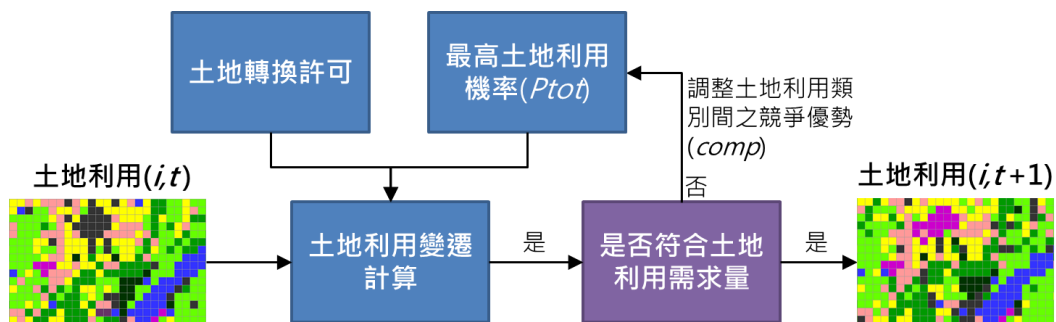 土地轉換許可
最高土地利用
機率(Ptot)
調整土地利用類
別間之競爭優勢
(comp)
否
土地利用(i,t)
土地利用變遷
計算
是
是否符合土地
利用需求量
是
土地利用(i,t+1)